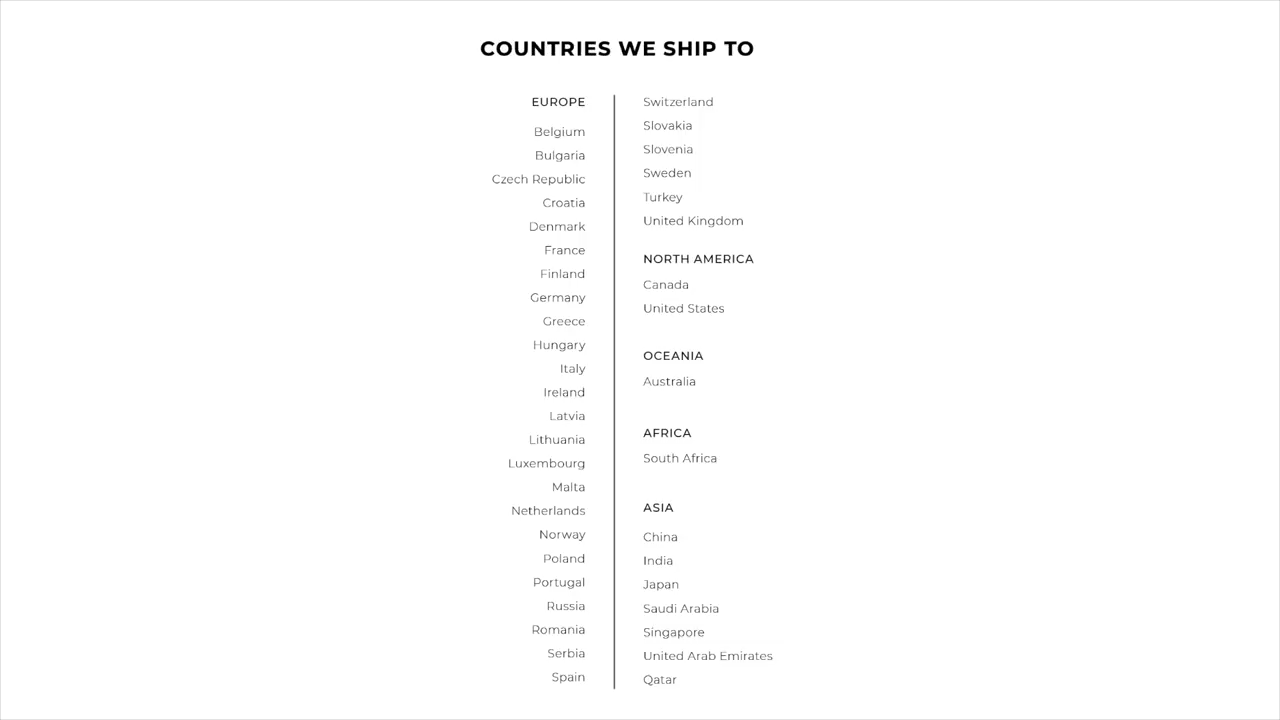 COUNTRIES WE SHIP TO
EUROPE
Belgium
Bulgaria
Czech Republic
Croatia
Denmark
France
Finland
Germany
Greece
Hungary
Italy
Ireland
Latvia
Lithuania
Luxembourg
Malta
Netherlands
Norway
Poland
Portugal
Russia
Romania
Serbia
Spain
Switzerland
Slovakia
Slovenia
Sweden
Turkey
United Kingdom
NORTH AMERICA
Canada
United States
OCEANIA
Australia
AFRICA
South Africa
ASIA
China
India
Japan
Saudi Arabia
Singapore
United Arab Emirates
Qatar